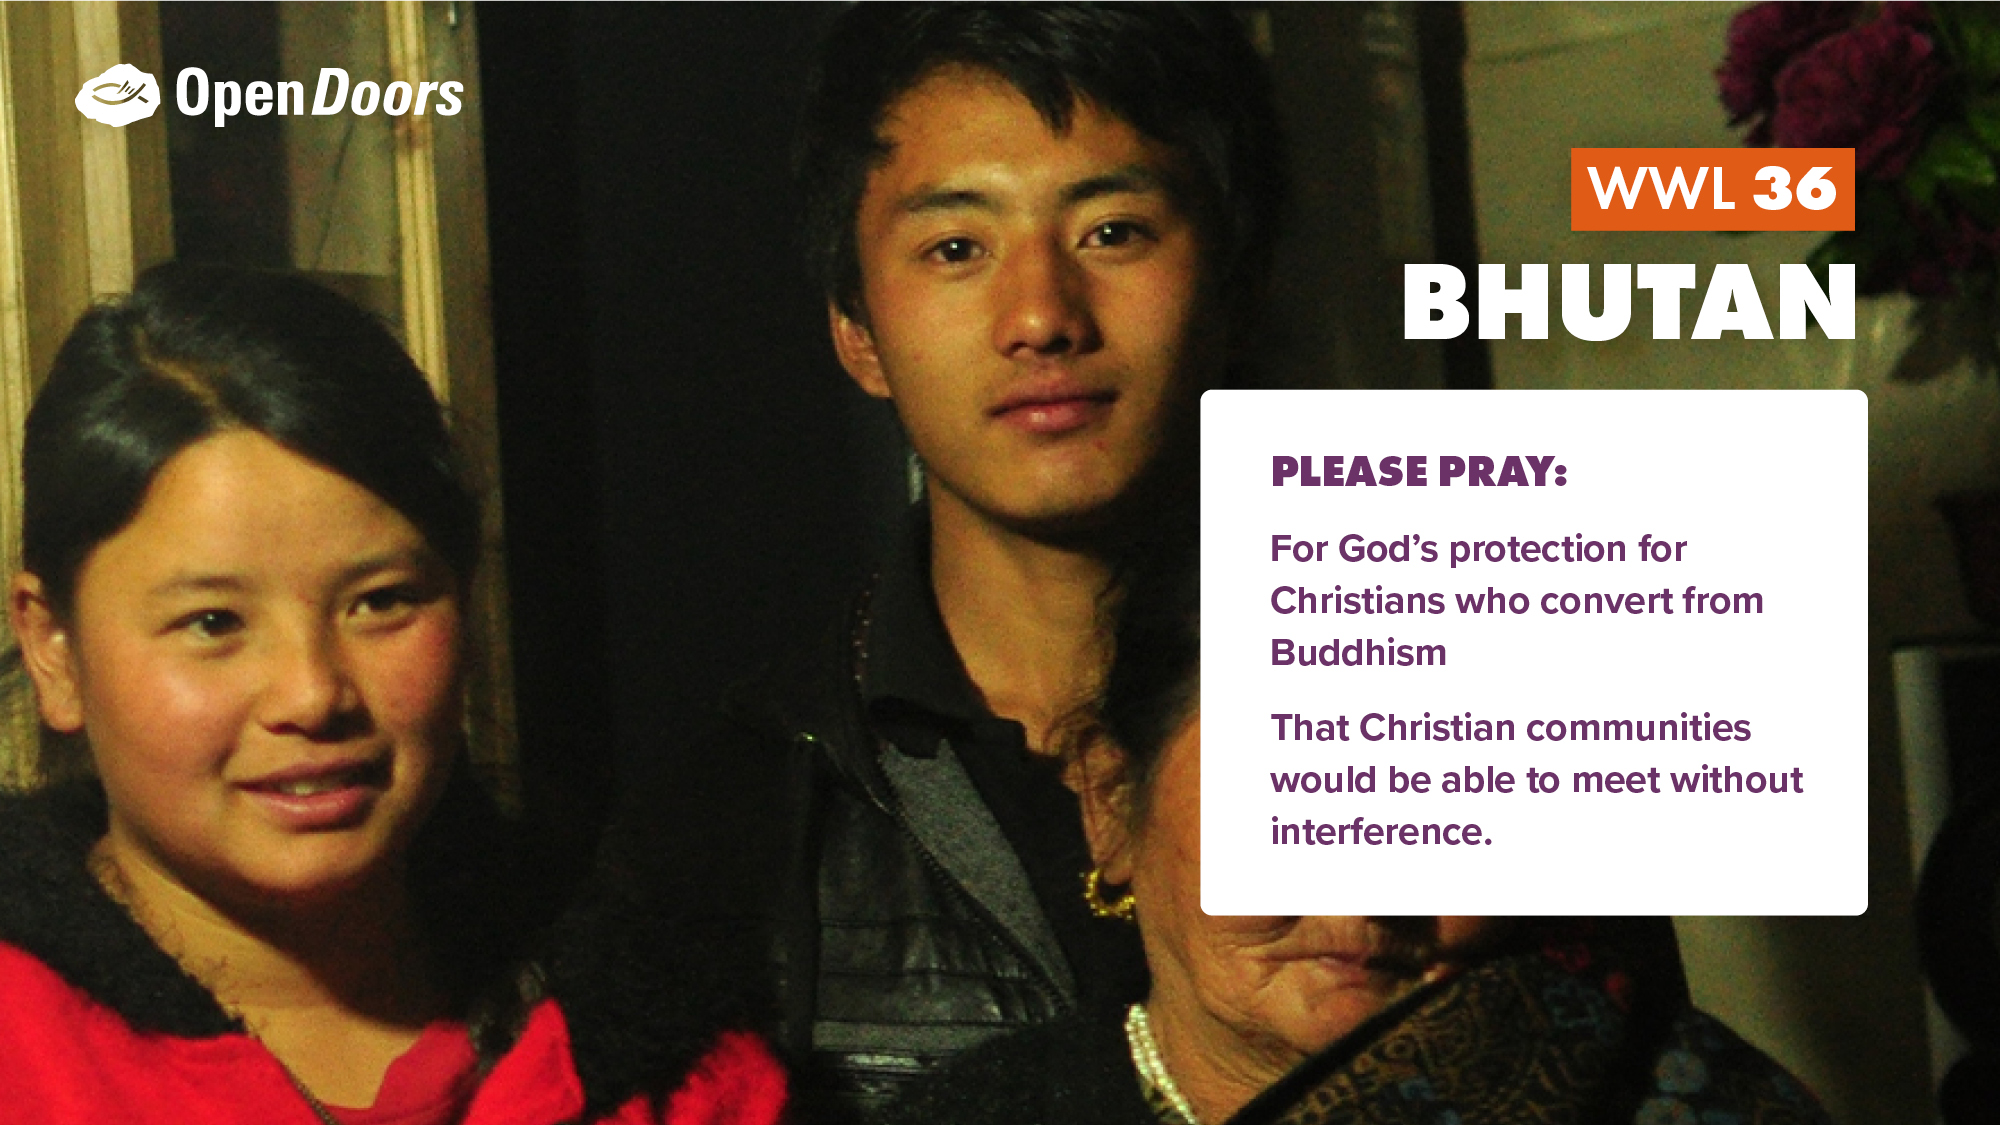 Open Doors
WWL 36
BHUTAN
PLEASE PRAY:
For God’s protection for
Christians who convert from
Buddhism
That Christian communities
would be able to meet without
interference.